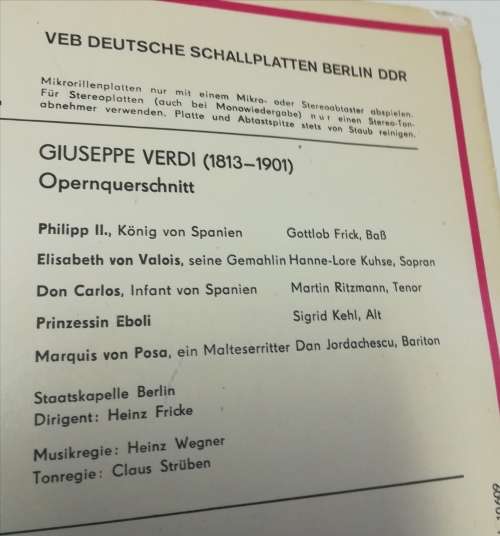 VEB DEUTSCHE SCHALLPLATTEN BERLIN DDR
Mikrorillenplatten nur mit einem Mikro- oder Stereoabtaster abspielen.
Für Stereoplatten (auch bei Monowiedergabe) nur einen Stereo-Ton-
abnehmer verwenden. Platte und Abtastspitze stets von Staub reinigen.
GIUSEPPE VERDI (1813–1901)
Opernquerschnitt
Philipp II., König von Spanien Gottlob Frick, Baß
Elisabeth von Valois, seine Gemahlin Hanne-Lore Kuhse, Sopran
Don Carlos, Infant von Spanien Martin Ritzmann, Tenor
Prinzessin Eboli Sigrid Kehl, Alt
Marquis von Posa, ein Malteserritter Dan Jordachescu, Bariton
Staatskapelle Berlin
Dirigent: Heinz Fricke
Musikregie: Heinz Wegner
Tonregie: Claus Strüben